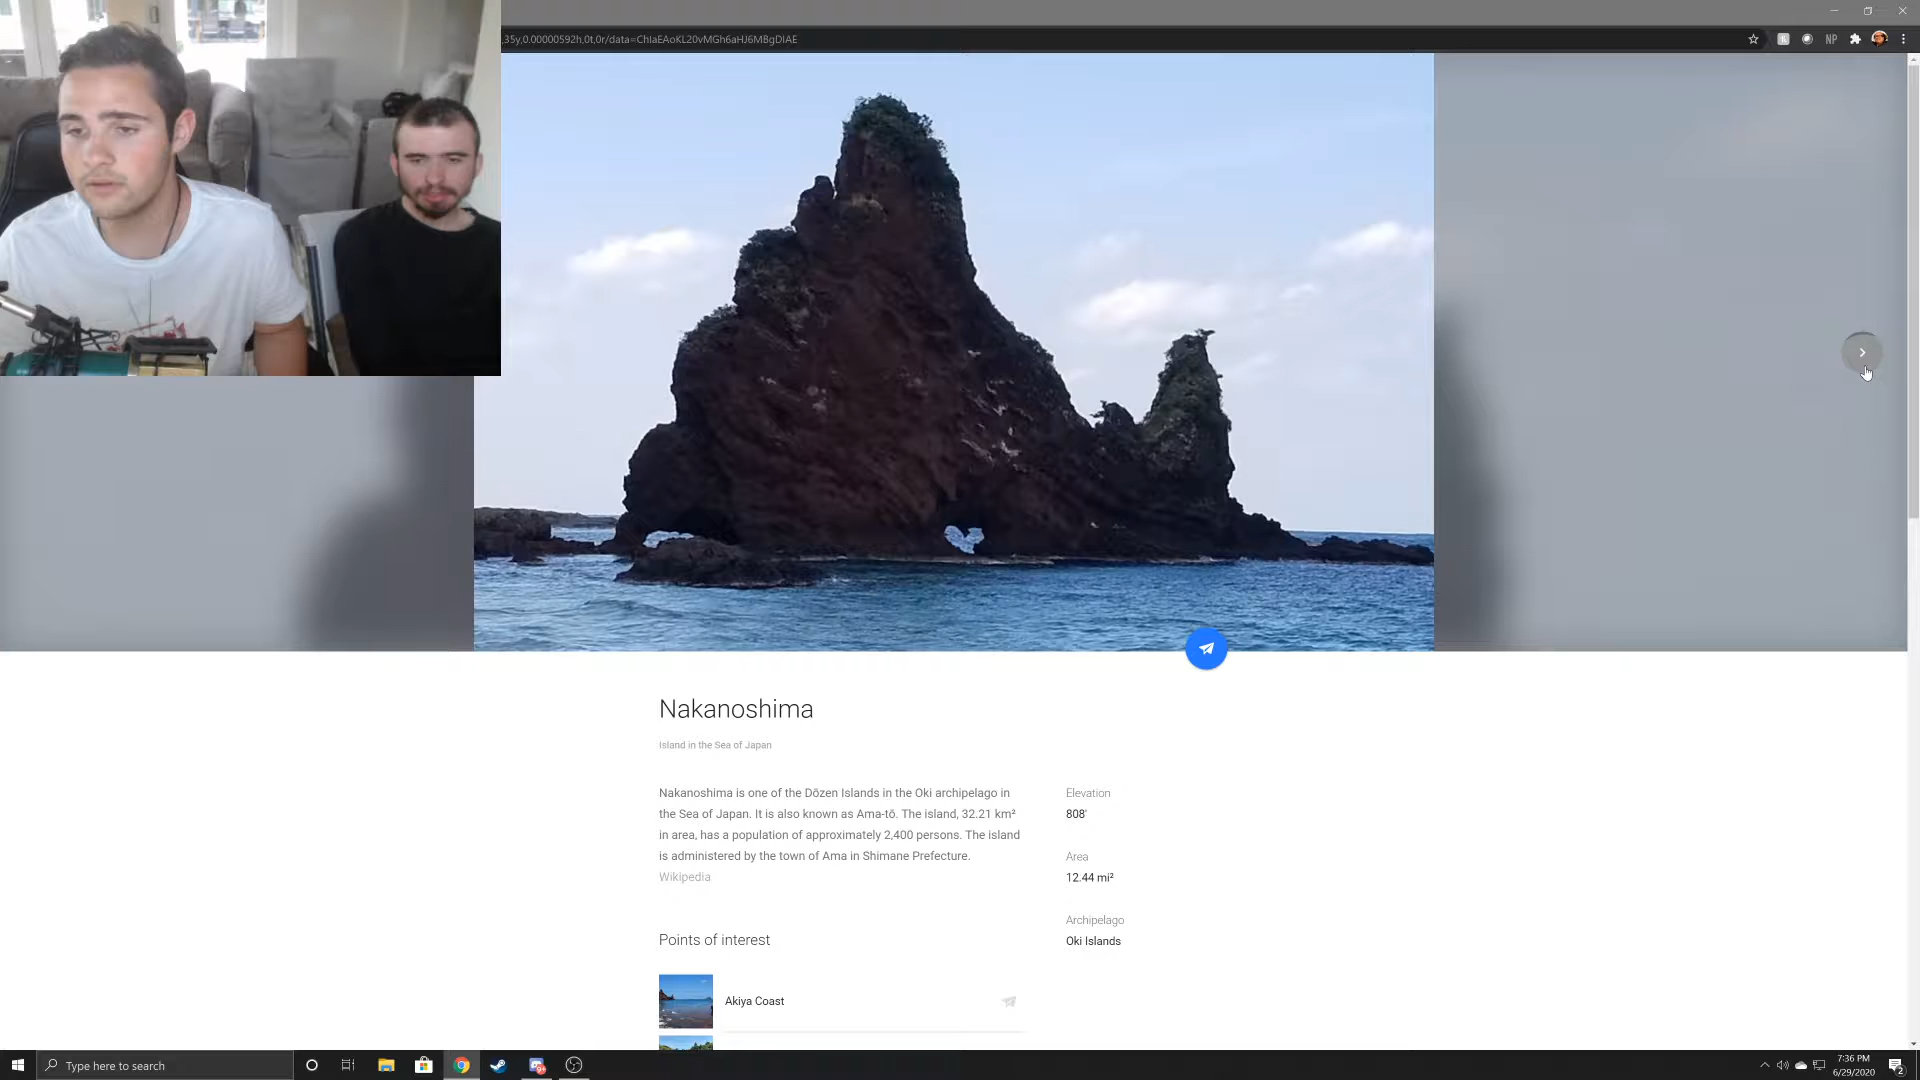 ,35y,0.00000592h,0t,0r/data=ChIaEAoKL20vMGh6aHJ6MBgDIAE
NP
Nakanoshima
Island in the Sea of Japan
Nakanoshima is one of the Dōzen Islands in the Oki archipelago in
the Sea of Japan. It is also known as Ama-tō. The island, 32.21 km²
in area, has a population of approximately 2,400 persons. The island
is administered by the town of Ama in Shimane Prefecture.
Wikipedia
Elevation
808'
Area
12.44 mi²
Archipelago
Oki Islands
Points of interest
Akiya Coast
Type here to search
7:36 PM
6/29/2020
2